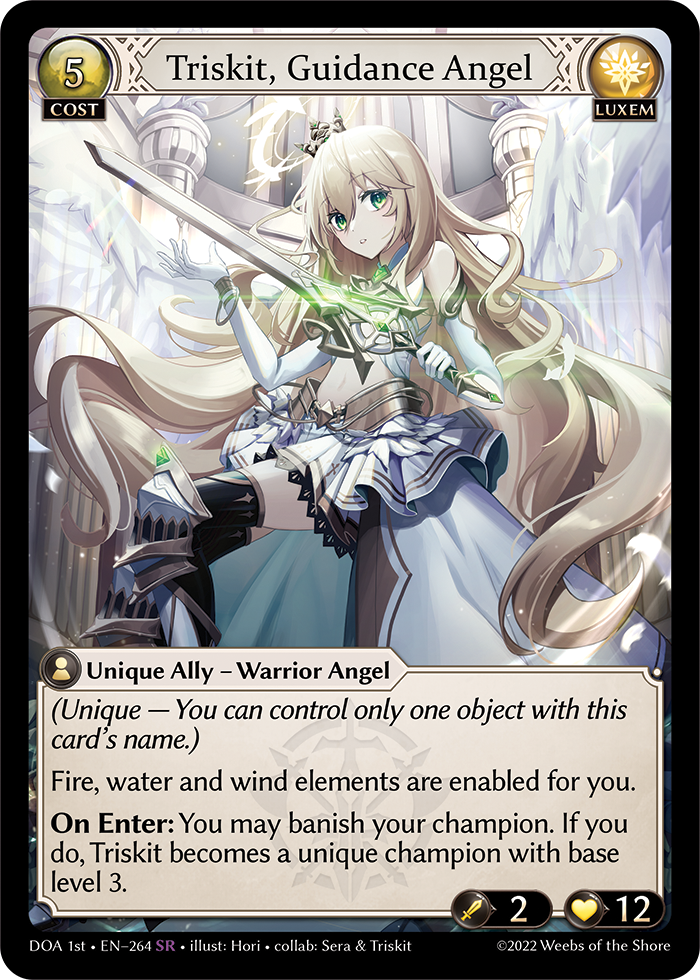 5
COST
Triskit, Guidance Angel
LUXEM
Unique Ally – Warrior Angel
(Unique — You can control only one object with this
card's name.)
Fire, water and wind elements are enabled for you.
On Enter: You may banish your champion. If you
do, Triskit becomes a unique champion with base
level 3.
2
12
DOA 1st • EN–264 SR • illust: Hori • collab: Sera & Triskit
©2022 Weebs of the Shore